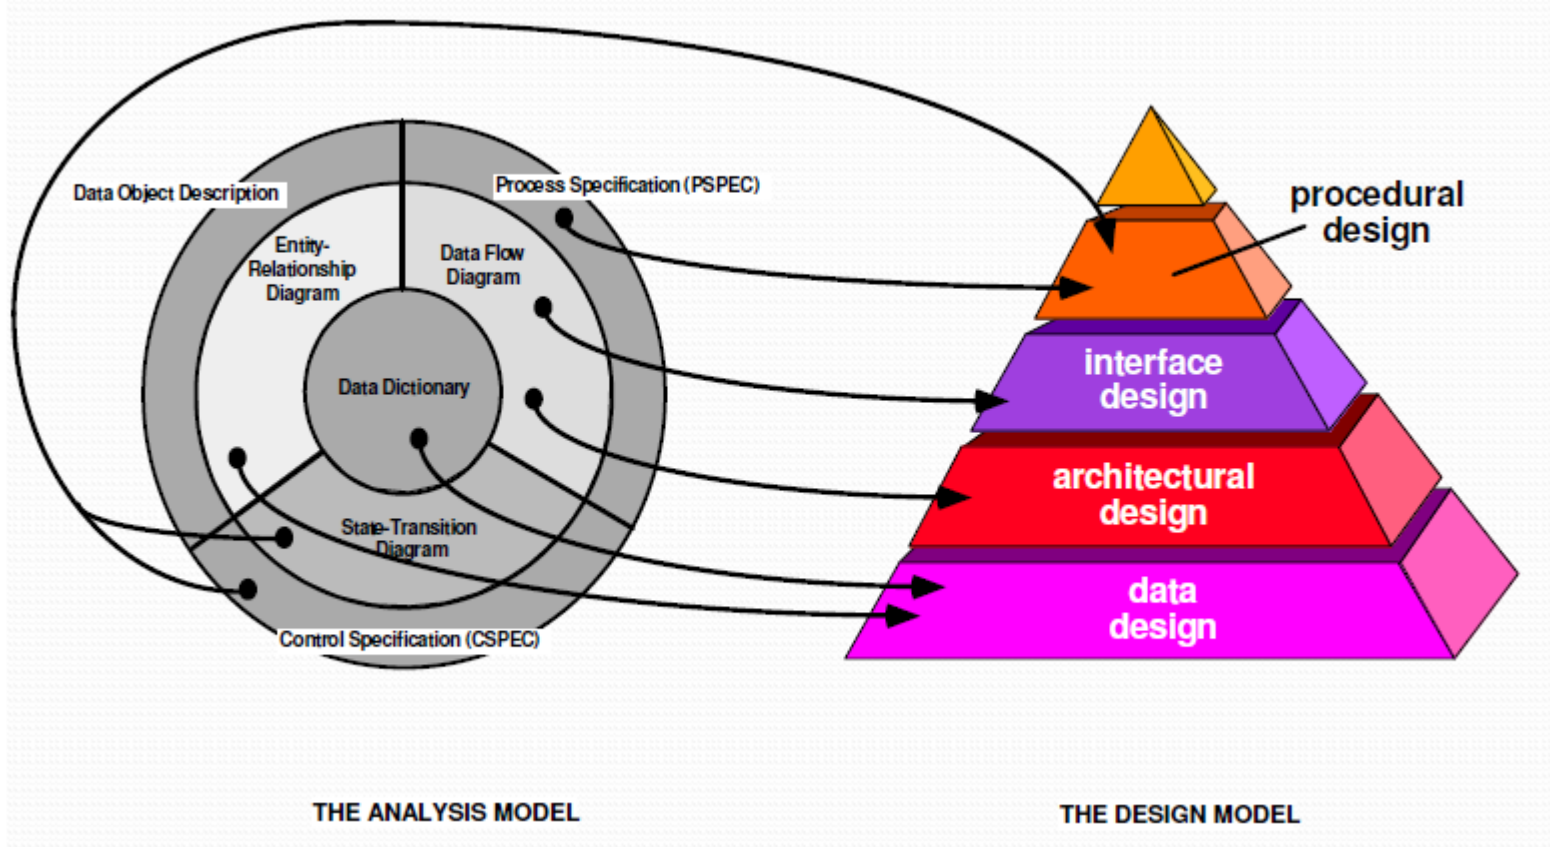 Data Object Description
Process Specification (PSPEC)
Entity-
Relationship
Diagram
Data Flow
Diagram
Data Dictionary
State-Transition
Diagram
Control Specification (CSPEC)
THE ANALYSIS MODEL
procedural
design
interface
design
architectural
design
data
design
THE DESIGN MODEL